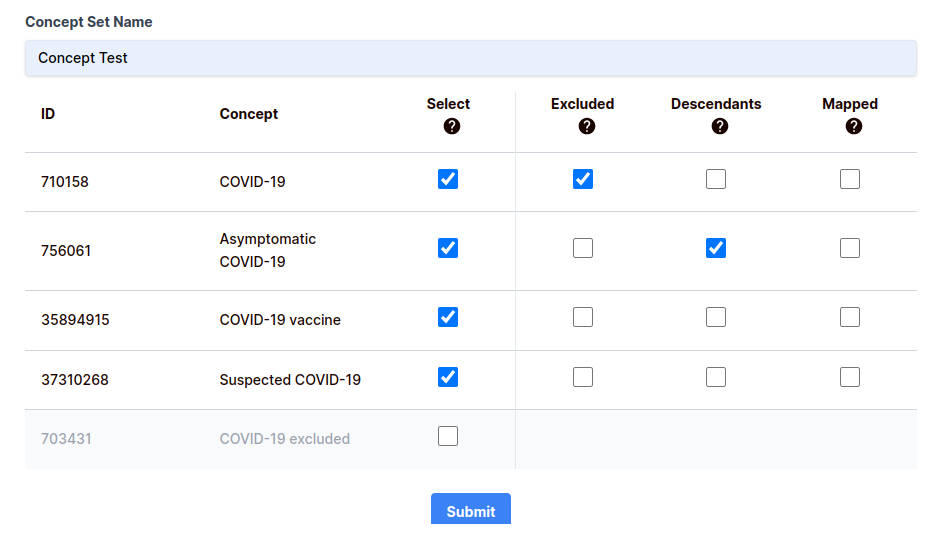 Concept Set Name
Concept Test
ID Concept Select Excluded Descendants Mapped
? ? ? ?
710158 COVID-19
756061 Asymptomatic
COVID-19
35894915 COVID-19 vaccine
37310268 Suspected COVID-19
703431 COVID-19 excluded
Submit